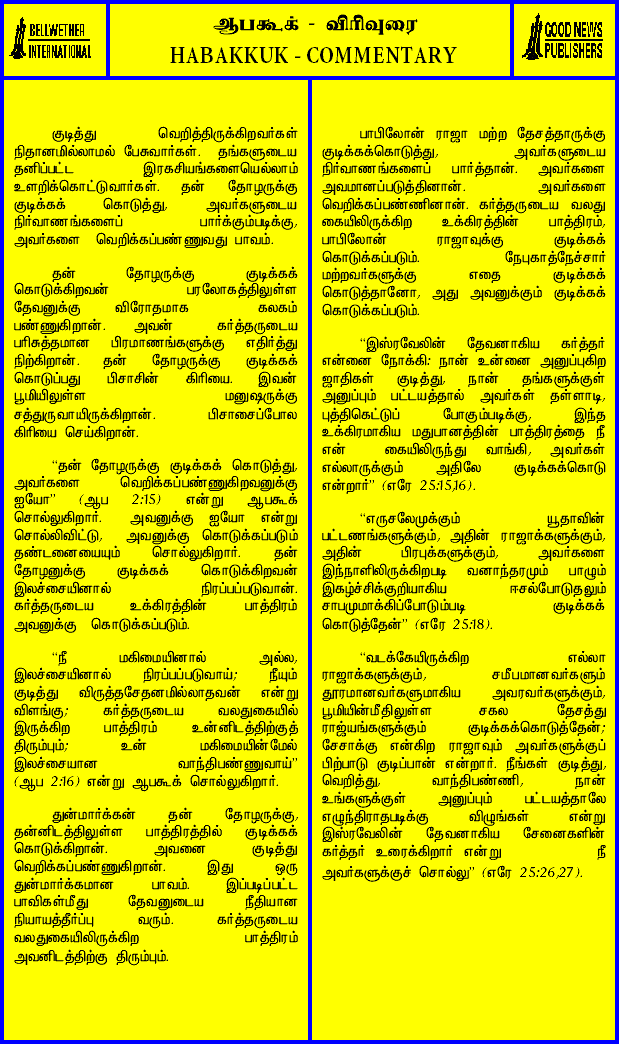 BELLWETHER
INTERNATIONAL
ஆபகூக் - விரிவுரை
HABAKKUK - COMMENTARY
GOOD NEWS
PUBLISHERS
குடித்து வெறித்திருக்கிறவர்கள்
நிதானமில்லாமல் பேசுவார்கள். தங்களுடைய
தனிப்பட்ட இரகசியங்களையெல்லாம்
உளறிக்கொட்டுவார்கள். தன் தோழருக்கு
குடிக்கக் கொடுத்து, அவர்களுடைய
நிர்வாணங்களைப் பார்க்கும்படிக்கு,
அவர்களை வெறிக்கப்பண்ணுவது பாவம்.
தன் தோழருக்கு குடிக்கக்
கொடுக்கிறவன் பரலோகத்திலுள்ள
தேவனுக்கு விரோதமாக கலகம்
பண்ணுகிறான். அவன் கர்த்தருடைய
பரிசுத்தமான பிரமாணங்களுக்கு எதிர்த்து
நிற்கிறான். தன் தோழருக்கு குடிக்கக்
கொடுப்பது பிசாசின் கிரியை. இவன்
பூமியிலுள்ள மனுஷருக்கு
சத்துருவாயிருக்கிறான். பிசாசைப்போல
கிரியை செய்கிறான்.
“தன் தோழருக்கு குடிக்கக் கொடுத்து,
அவர்களை வெறிக்கப்பண்ணுகிறவனுக்கு
ஐயோ” (ஆப 2:15) என்று ஆபகூக்
சொல்லுகிறார். அவனுக்கு ஐயோ என்று
சொல்லிவிட்டு, அவனுக்கு கொடுக்கப்படும்
தண்டனையையும் சொல்லுகிறார். தன்
தோழனுக்கு குடிக்கக் கொடுக்கிறவன்
இலச்சையினால் நிரப்பப்படுவான்.
கர்த்தருடைய உக்கிரத்தின் பாத்திரம்
அவனுக்கு கொடுக்கப்படும்.
“நீ மகிமையினால் அல்ல,
இலச்சையினால் நிரப்பப்படுவாய்; நீயும்
குடித்து விருத்தசேதனமில்லாதவன் என்று
விளங்கு; கர்த்தருடைய வலதுகையில்
இருக்கிற பாத்திரம் உன்னிடத்திற்குத்
திரும்பும்; உன் மகிமையின்மேல்
இலச்சையான வாந்திபண்ணுவாய்”
(ஆப 2:16) என்று ஆபகூக் சொல்லுகிறார்.
துன்மார்க்கன் தன் தோழருக்கு,
தன்னிடத்திலுள்ள பாத்திரத்தில் குடிக்கக்
கொடுக்கிறான். அவனை குடித்து
வெறிக்கப்பண்ணுகிறான். இது ஒரு
துன்மார்க்கமான பாவம். இப்படிப்பட்ட
பாவிகள்மீது தேவனுடைய நீதியான
நியாயத்தீர்ப்பு வரும். கர்த்தருடைய
வலதுகையிலிருக்கிற பாத்திரம்
அவனிடத்திற்கு திரும்பும்.
பாபிலோன் ராஜா மற்ற தேசத்தாருக்கு
குடிக்கக்கொடுத்து, அவர்களுடைய
நிர்வாணங்களைப் பார்த்தான். அவர்களை
அவமானப்படுத்தினான். அவர்களை
வெறிக்கப்பண்ணினான். கர்த்தருடைய வலது
கையிலிருக்கிற உக்கிரத்தின் பாத்திரம்,
பாபிலோன் ராஜாவுக்கு குடிக்கக்
கொடுக்கப்படும். நேபுகாத்நேச்சார்
மற்றவர்களுக்கு எதை குடிக்கக்
கொடுத்தானோ, அது அவனுக்கும் குடிக்கக்
கொடுக்கப்படும்.
“இஸ்ரவேலின் தேவனாகிய கர்த்தர்
என்னை நோக்கி: நான் உன்னை அனுப்புகிற
ஜாதிகள் குடித்து, நான் தங்களுக்குள்
அனுப்பும் பட்டயத்தால் அவர்கள் தள்ளாடி,
புத்திகெட்டுப் போகும்படிக்கு, இந்த
உக்கிரமாகிய மதுபானத்தின் பாத்திரத்தை நீ
என் கையிலிருந்து வாங்கி, அவர்கள்
எல்லாருக்கும் அதிலே குடிக்கக்கொடு
என்றார்” (எரே 25:15,16).
“எருசலேமுக்கும் யூதாவின்
பட்டணங்களுக்கும், அதின் ராஜாக்களுக்கும்,
அதின் பிரபுக்களுக்கும், அவர்களை
இந்நாளிலிருக்கிறபடி வனாந்தரமும் பாழும்
இகழ்ச்சிக்குறியாகிய ஈசல்போடுதலும்
சாபமுமாக்கிப்போடும்படி குடிக்கக்
கொடுத்தேன்” (எரே 25:18).
“வடக்கேயிருக்கிற எல்லா
ராஜாக்களுக்கும், சமீபமானவர்களும்
தூரமானவர்களுமாகிய அவரவர்களுக்கும்,
பூமியின்மீதிலுள்ள சகல தேசத்து
ராஜ்யங்களுக்கும் குடிக்கக்கொடுத்தேன்;
சேசாக்கு என்கிற ராஜாவும் அவர்களுக்குப்
பிற்பாடு குடிப்பான் என்றார். நீங்கள் குடித்து,
வெறித்து, வாந்திபண்ணி, நான்
உங்களுக்குள் அனுப்பும் பட்டயத்தாலே
எழுந்திராதபடிக்கு விழுங்கள் என்று
இஸ்ரவேலின் தேவனாகிய சேனைகளின்
கர்த்தர் உரைக்கிறார் என்று நீ
அவர்களுக்குச் சொல்லு” (எரே 25:26,27).